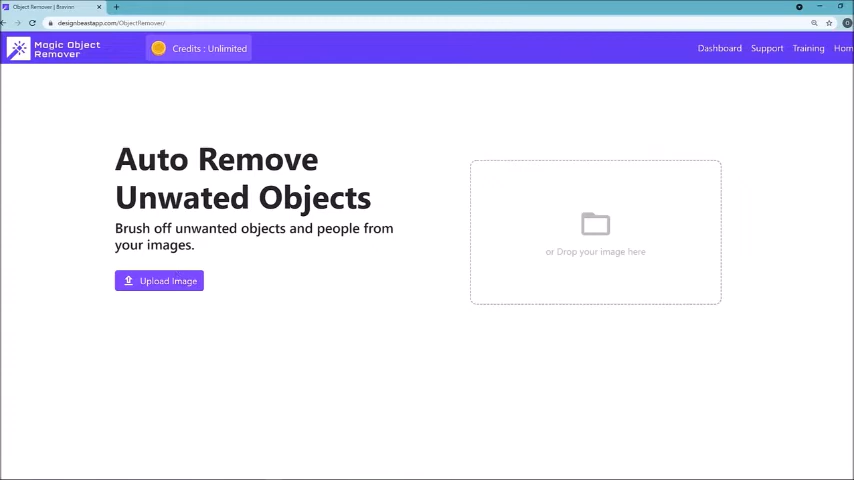 Object Remover | Banron
designbeastapp.com/ObjectRemover/
Magic Object
Remover
Credits : Unlimited
Dashboard
Support
Training
Hom
Auto Remove
Unwated Objects
Brush off unwanted objects and people from
your images.
Upload Image
or Drop your image here